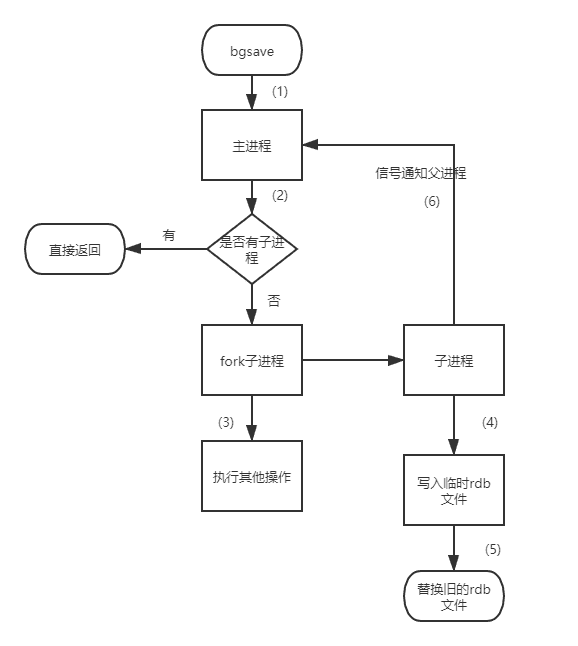 bgsave
(1)
主进程
信号通知父进程
(2)
(6)
有
是否有子进
程
直接返回
否
fork子进程
子进程
(3)
(4)
执行其他操作
写入临时rdb
文件
(5)
替换旧的rdb
文件